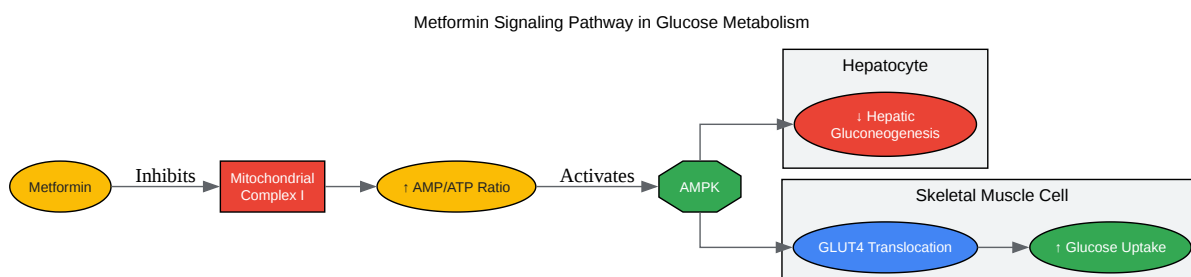 Metformin Signaling Pathway in Glucose Metabolism
Hepatocyte
↓ Hepatic
Gluconeogenesis
Metformin
Inhibits
Mitochondrial
Complex I
↑ AMP/ATP Ratio
Activates
AMPK
Skeletal Muscle Cell
GLUT4 Translocation
↑ Glucose Uptake